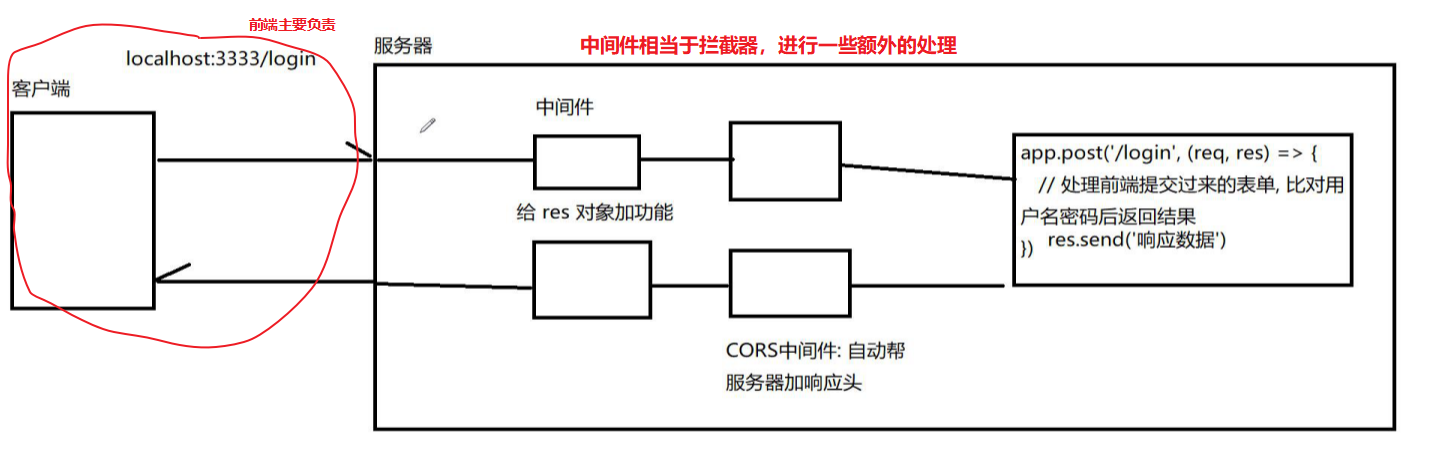 前端主要负责
localhost:3333/login
服务器
中间件相当于拦截器，进行一些额外的处理
客户端
中间件
app.post('/login', (req, res) => {
// 处理前端提交过来的表单, 比对用
户名密码后返回结果
res.send('响应数据')
})
给 res 对象加功能
CORS中间件: 自动帮
服务器加响应头